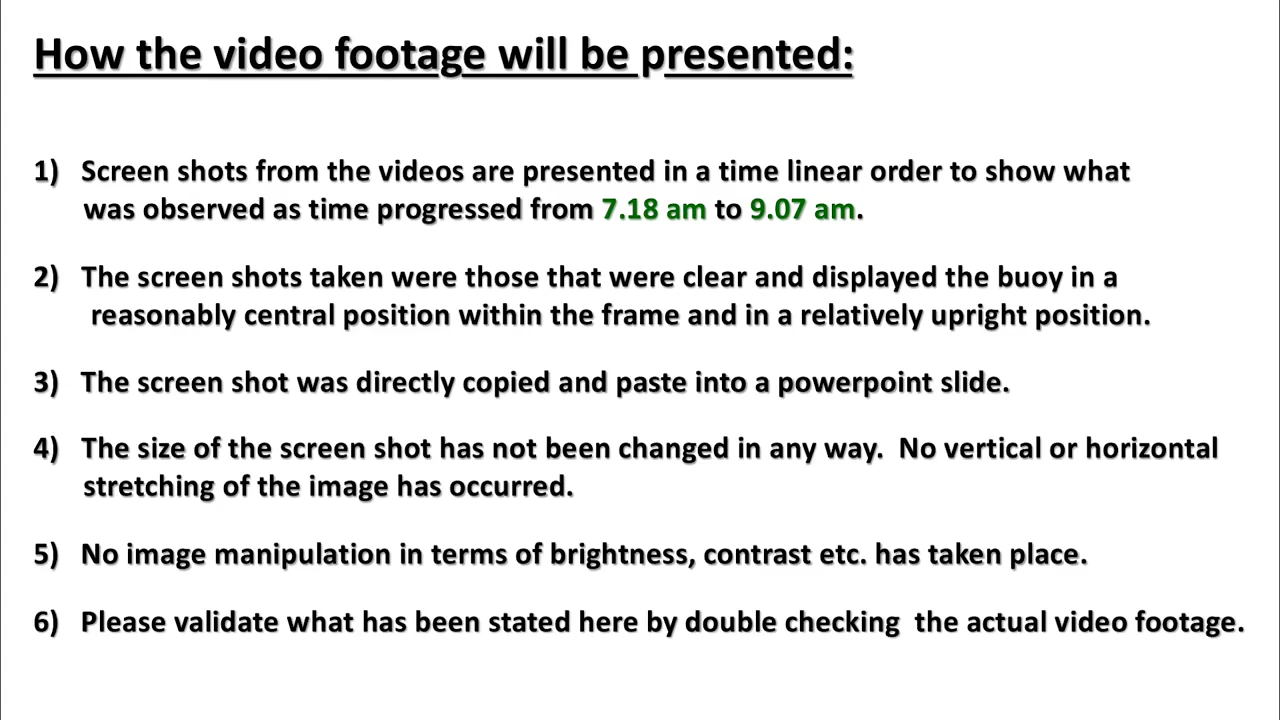 How the video footage will be presented:
1) Screen shots from the videos are presented in a time linear order to show what
was observed as time progressed from 7.18 am to 9.07 am.
2) The screen shots taken were those that were clear and displayed the buoy in a
reasonably central position within the frame and in a relatively upright position.
3) The screen shot was directly copied and paste into a powerpoint slide.
4) The size of the screen shot has not been changed in any way. No vertical or horizontal
stretching of the image has occurred.
5) No image manipulation in terms of brightness, contrast etc. has taken place.
6) Please validate what has been stated here by double checking the actual video footage.